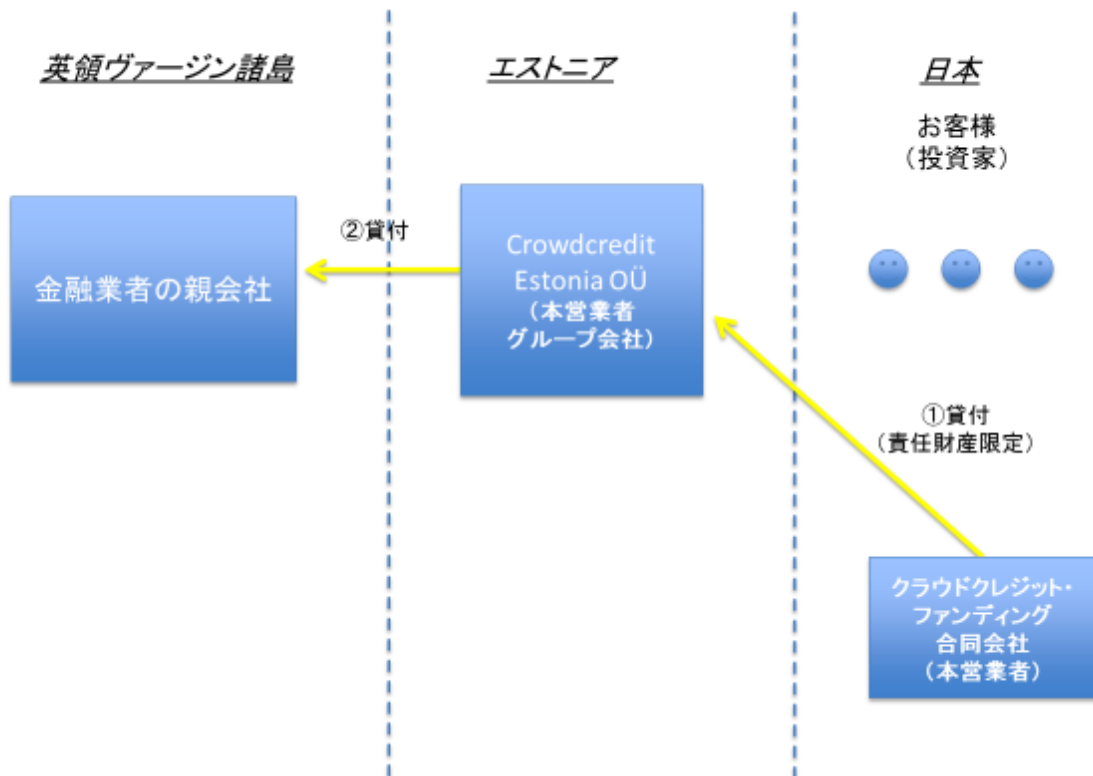 英領ヴァージン諸島
エストニア
日本
お客様
（投資家）
金融業者の親会社
②貸付
Crowdcredit
Estonia OÜ
（本営業者
グループ会社）
①貸付
（責任財産限定）
クラウドクレジット・
ファンディング
合同会社
（本営業者）